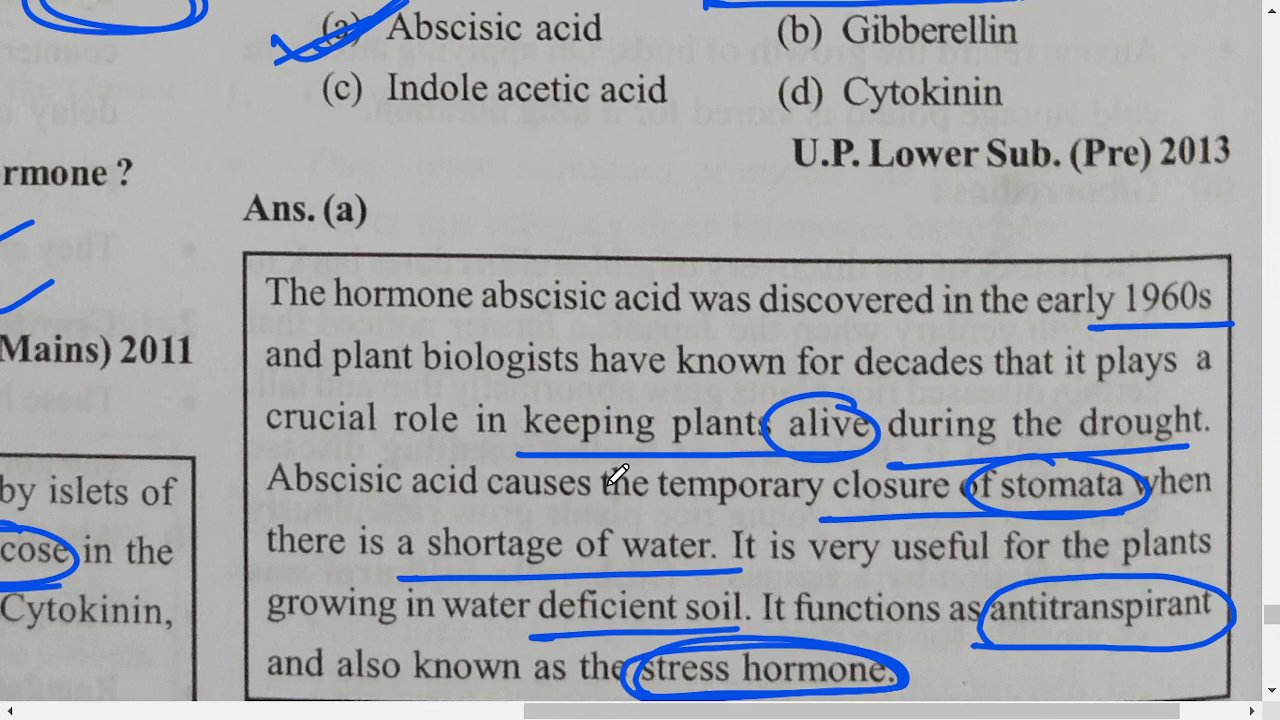 (a) Abscisic acid (b) Gibberellin
(c) Indole acetic acid (d) Cytokinin
U.P. Lower Sub. (Pre) 2013
rmone ?
Ans. (a)
The hormone abscisic acid was discovered in the early 1960s
and plant biologists have known for decades that it plays a
Mains) 2011
crucial role in keeping plants alive during the drought.
Abscisic acid causes the temporary closure of stomata when
by islets of
there is a shortage of water. It is very useful for the plants
cose in the
growing in water deficient soil. It functions as antitranspirant
Cytokinin,
and also known as the stress hormone.